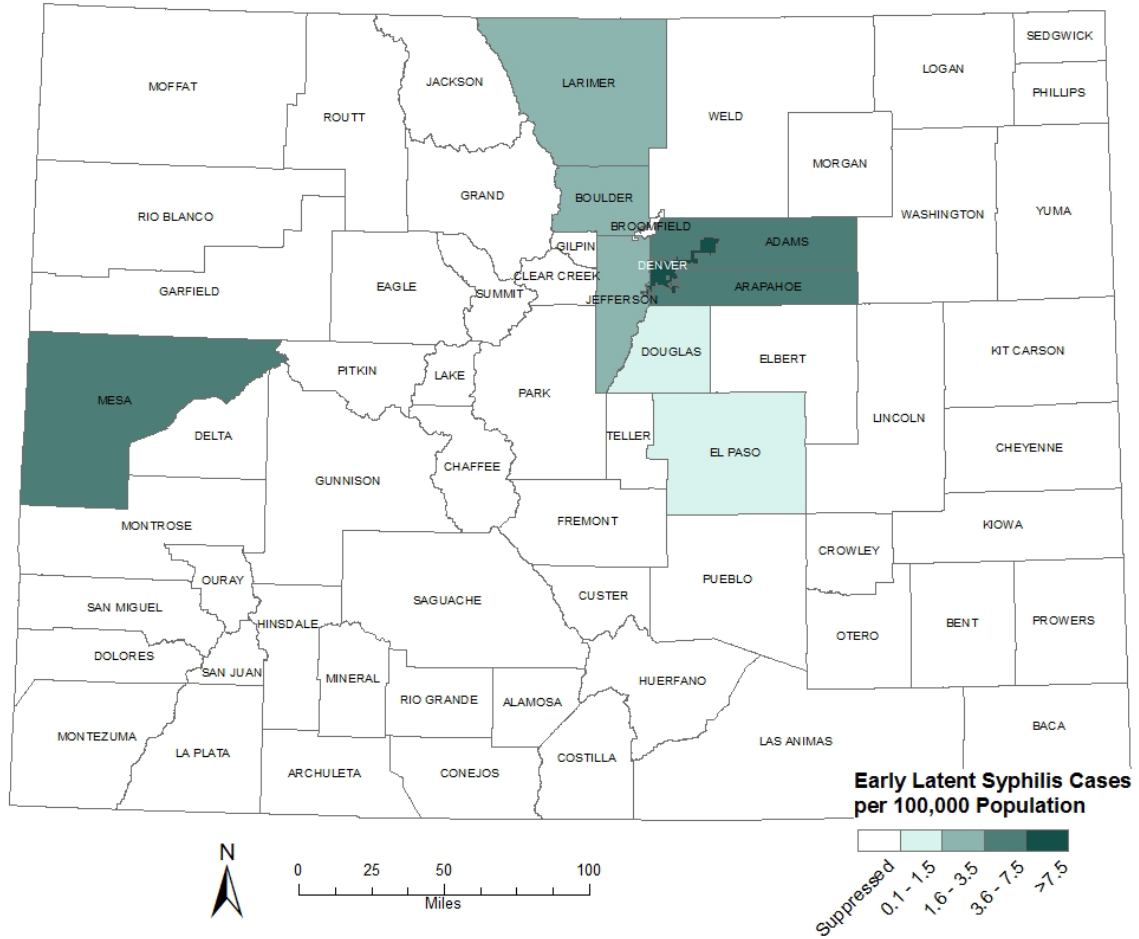 SEDGWICK
LOGAN
JACKSON
LARIMER
MOFFAT
PHILLIPS
ROUTT
WELD
MORGAN
GRAND
BOULDER
RIO BLANCO
WASHINGTON
YUMA
BROOMFIELD
ADAMS
GILPIN
DENVER
CLEAR CREEK
EAGLE
ARAPAHOE
GARFIELD
SUMMIT
JEFFERSON
DOUGLAS
KIT CARSON
ELBERT
PITKIN
LAKE
PARK
MESA
LINCOLN
DELTA
TELLER
CHEYENNE
EL PASO
CHAFFEE
GUNNISON
FREMONT
MONTROSE
KIOWA
CROWLEY
OURAY
PUEBLO
CUSTER
SAGUACHE
SAN MIGUEL
HINSDALE
PROWERS
BENT
OTERO
DOLORES
SAN JUAN
MINERAL
HUERFANO
RIO GRANDE
ALAMOSA
BACA
MONTEZUMA
LAS ANIMAS
LA PLATA
COSTILLA
ARCHULETA
CONEJOS
Early Latent Syphilis Cases
per 100,000 Population
Suppressed
0.1 - 1.5
1.6 - 3.5
3.6 - 7.5
>7.5
N
0 25 50 100
Miles